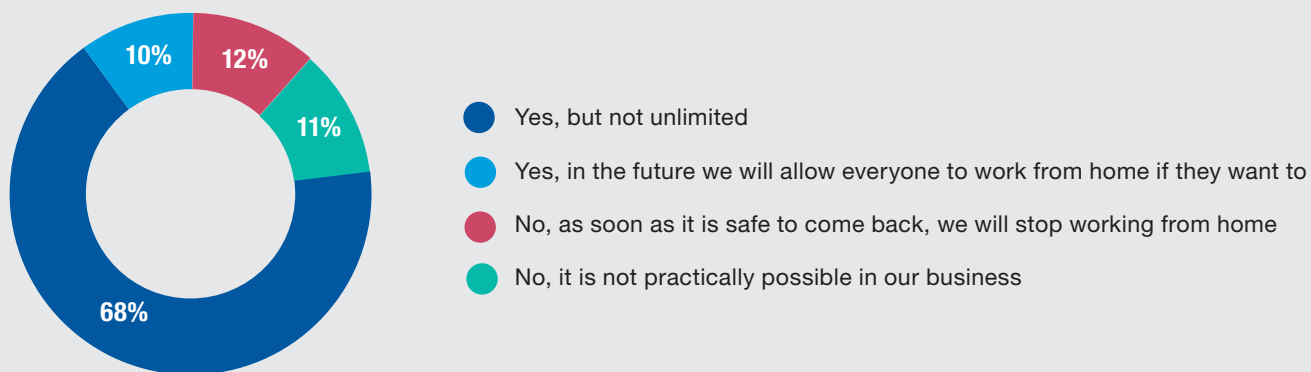 10%
12%
11%
68%
Yes, but not unlimited
Yes, in the future we will allow everyone to work from home if they want to
No, as soon as it is safe to come back, we will stop working from home
No, it is not practically possible in our business